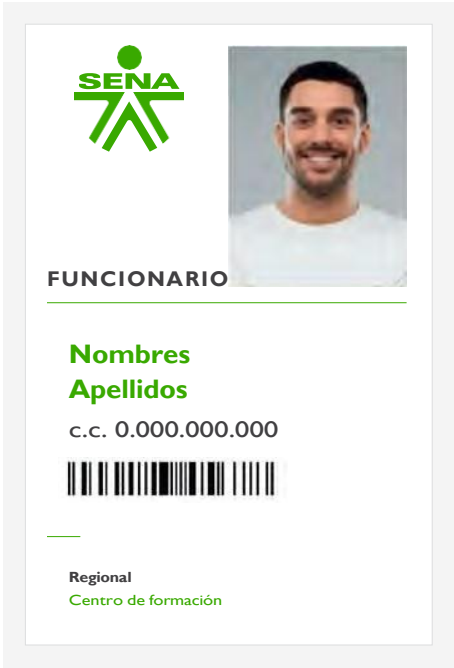 SENA
FUNCIONARIO
Nombres
Apellidos
c.c. 0.000.000.000
Regional
Centro de formación